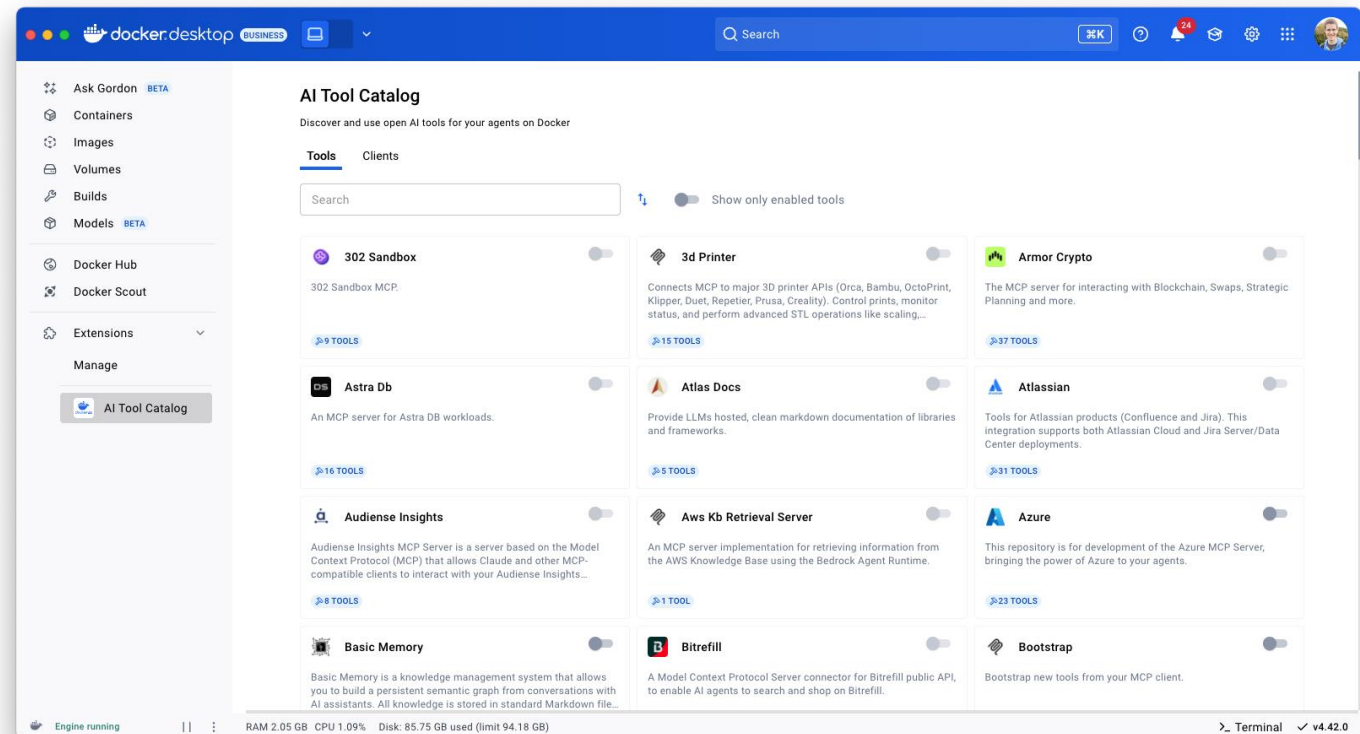 docker.desktop BUSINESS
Search
⌘K
24
Ask Gordon BETA
Containers
Images
Volumes
Builds
Models BETA
Docker Hub
Docker Scout
Extensions
Manage
AI Tool Catalog
AI Tool Catalog
Discover and use open AI tools for your agents on Docker
Tools Clients
Search
Show only enabled tools
302 Sandbox
302 Sandbox MCP.
9 TOOLS
3d Printer
Connects MCP to major 3D printer APIs (Orca, Bambu, OctoPrint,
Klipper, Duet, Repetier, Prusa, Creality). Control prints, monitor
status, and perform advanced STL operations like scaling,...
15 TOOLS
Armor Crypto
The MCP server for interacting with Blockchain, Swaps, Strategic
Planning and more.
37 TOOLS
DS
Astra Db
An MCP server for Astra DB workloads.
16 TOOLS
Atlas Docs
Provide LLMs hosted, clean markdown documentation of libraries
and frameworks.
5 TOOLS
Atlassian
Tools for Atlassian products (Confluence and Jira). This
integration supports both Atlassian Cloud and Jira Server/Data
Center deployments.
31 TOOLS
Audiense Insights
Audiense Insights MCP Server is a server based on the Model
Context Protocol (MCP) that allows Claude and other MCP-
compatible clients to interact with your Audiense Insights...
8 TOOLS
Aws Kb Retrieval Server
An MCP server implementation for retrieving information from
the AWS Knowledge Base using the Bedrock Agent Runtime.
1 TOOL
Azure
This repository is for development of the Azure MCP Server,
bringing the power of Azure to your agents.
23 TOOLS
Basic Memory
Basic Memory is a knowledge management system that allows
you to build a persistent semantic graph from conversations with
AI assistants. All knowledge is stored in standard Markdown file...
B
Bitrefill
A Model Context Protocol Server connector for Bitrefill public API,
to enable AI agents to search and shop on Bitrefill.
Bootstrap
Bootstrap new tools from your MCP client.
Engine running
RAM 2.05 GB CPU 1.09% Disk: 85.75 GB used (limit 94.18 GB)
>_ Terminal
v4.42.0